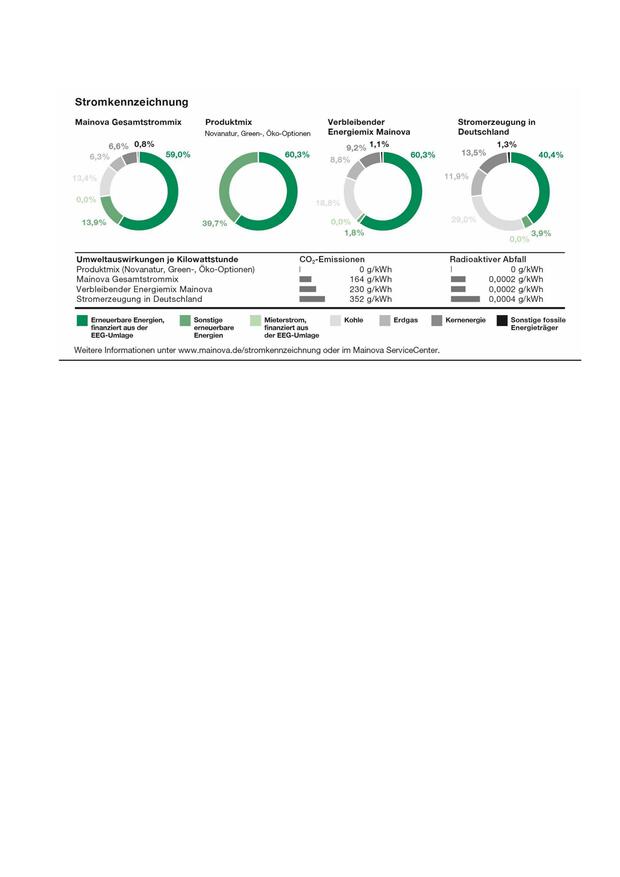 Stromkennzeichnung
Mainova Gesamtstrommix
59,0%
13,9%
0,0%
13,4%
6,3%
6,6%
0,8%
Produktmix
Novanatur, Green-, Öko-Optionen
60,3%
39,7%
Verbleibender
Energiemix Mainova
60,3%
1,8%
0,0%
18,8%
8,8%
9,2%
1,1%
Stromerzeugung in
Deutschland
40,4%
3,9%
0,0%
29,0%
11,9%
13,5%
1,3%
Umweltauswirkungen je Kilowattstunde CO₂-Emissionen Radioaktiver Abfall
Produktmix (Novanatur, Green-, Öko-Optionen) 0 g/kWh 0 g/kWh
Mainova Gesamtstrommix 164 g/kWh 0,0002 g/kWh
Verbleibender Energiemix Mainova 230 g/kWh 0,0002 g/kWh
Stromerzeugung in Deutschland 352 g/kWh 0,0004 g/kWh
Erneuerbare Energien,
finanziert aus der
EEG-Umlage
Sonstige
erneuerbare
Energien
Mieterstrom,
finanziert aus
der EEG-Umlage
Kohle
Erdgas
Kernenergie
Sonstige fossile
Energieträger
Weitere Informationen unter www.mainova.de/stromkennzeichnung oder im Mainova ServiceCenter.